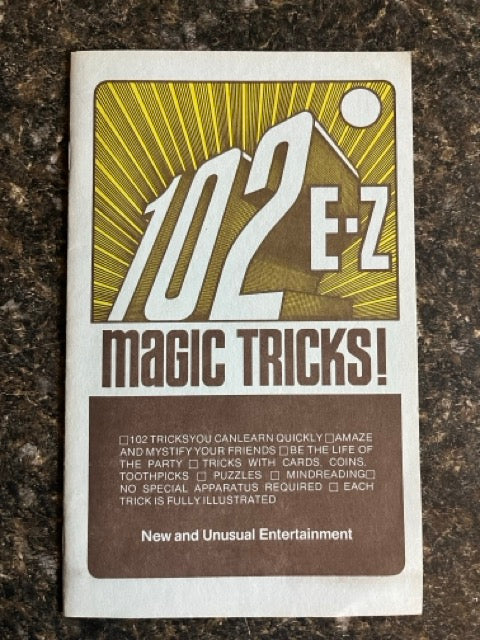 102
E-Z
MAGIC TRICKS!
□102 TRICKSYOU CANLEARN QUICKLY □AMAZE
AND MYSTIFY YOUR FRIENDS □BE THE LIFE OF
THE PARTY □ TRICKS WITH CARDS, COINS,
TOOTHPICKS □ PUZZLES □ MINDREADING□
NO SPECIAL APPARATUS REQUIRED □ EACH
TRICK IS FULLY ILLUSTRATED
New and Unusual Entertainment